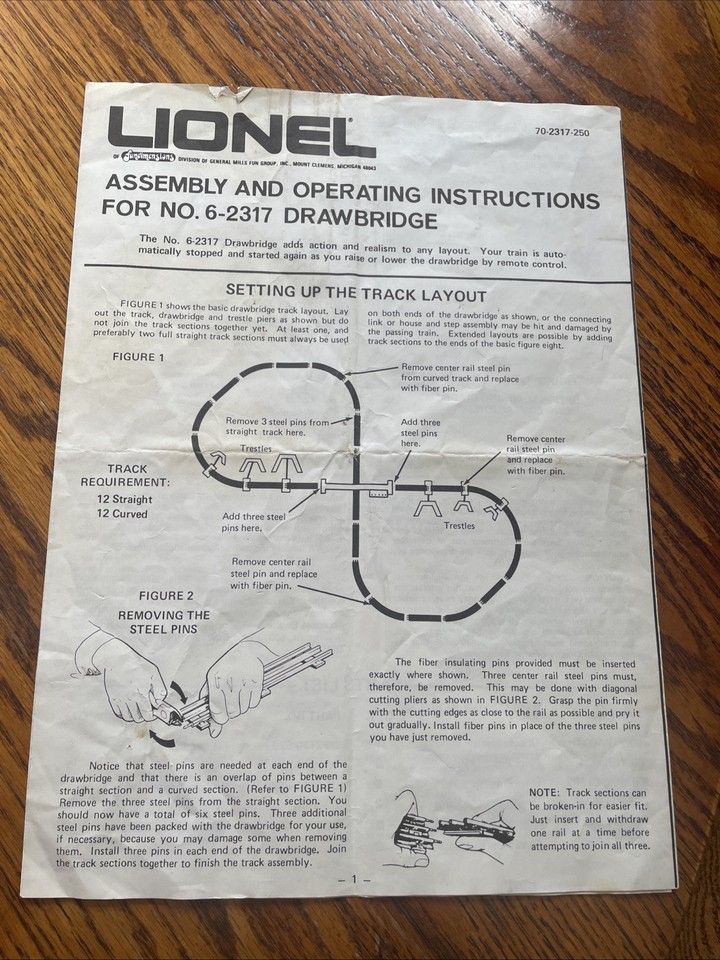 LIONEL®
70-2317-250
OF Fundimensions DIVISION OF GENERAL MILLS FUN GROUP, INC., MOUNT CLEMENS, MICHIGAN 48043
ASSEMBLY AND OPERATING INSTRUCTIONS
FOR NO. 6-2317 DRAWBRIDGE
The No. 6-2317 Drawbridge adds action and realism to any layout. Your train is auto-
matically stopped and started again as you raise or lower the drawbridge by remote control.
SETTING UP THE TRACK LAYOUT
FIGURE 1 shows the basic drawbridge track layout. Lay
out the track, drawbridge and trestle piers as shown but do
not join the track sections together yet. At least one, and
preferably two full straight track sections must always be used
on both ends of the drawbridge as shown, or the connecting
link or house and step assembly may be hit and damaged by
the passing train. Extended layouts are possible by adding
track sections to the ends of the basic figure eight.
FIGURE 1
Remove center rail steel pin
from curved track and replace
with fiber pin.
Remove 3 steel pins from
straight track here.
Add three
steel pins
here.
Remove center
rail steel pin
and replace
with fiber pin.
Trestles
TRACK
REQUIREMENT:
12 Straight
12 Curved
Add three steel
pins here.
Trestles
Remove center rail
steel pin and replace
with fiber pin.
FIGURE 2
REMOVING THE
STEEL PINS
The fiber insulating pins provided must be inserted
exactly where shown. Three center rail steel pins must,
therefore, be removed. This may be done with diagonal
cutting pliers as shown in FIGURE 2. Grasp the pin firmly
with the cutting edges as close to the rail as possible and pry it
out gradually. Install fiber pins in place of the three steel pins
you have just removed.
Notice that steel pins are needed at each end of the
drawbridge and that there is an overlap of pins between a
straight section and a curved section. (Refer to FIGURE 1)
Remove the three steel pins from the straight section. You
should now have a total of six steel pins. Three additional
steel pins have been packed with the drawbridge for your use,
if necessary, because you may damage some when removing
them. Install three pins in each end of the drawbridge. Join
the track sections together to finish the track assembly.
NOTE: Track sections can
be broken-in for easier fit.
Just insert and withdraw
one rail at a time before
attempting to join all three.
– 1 –